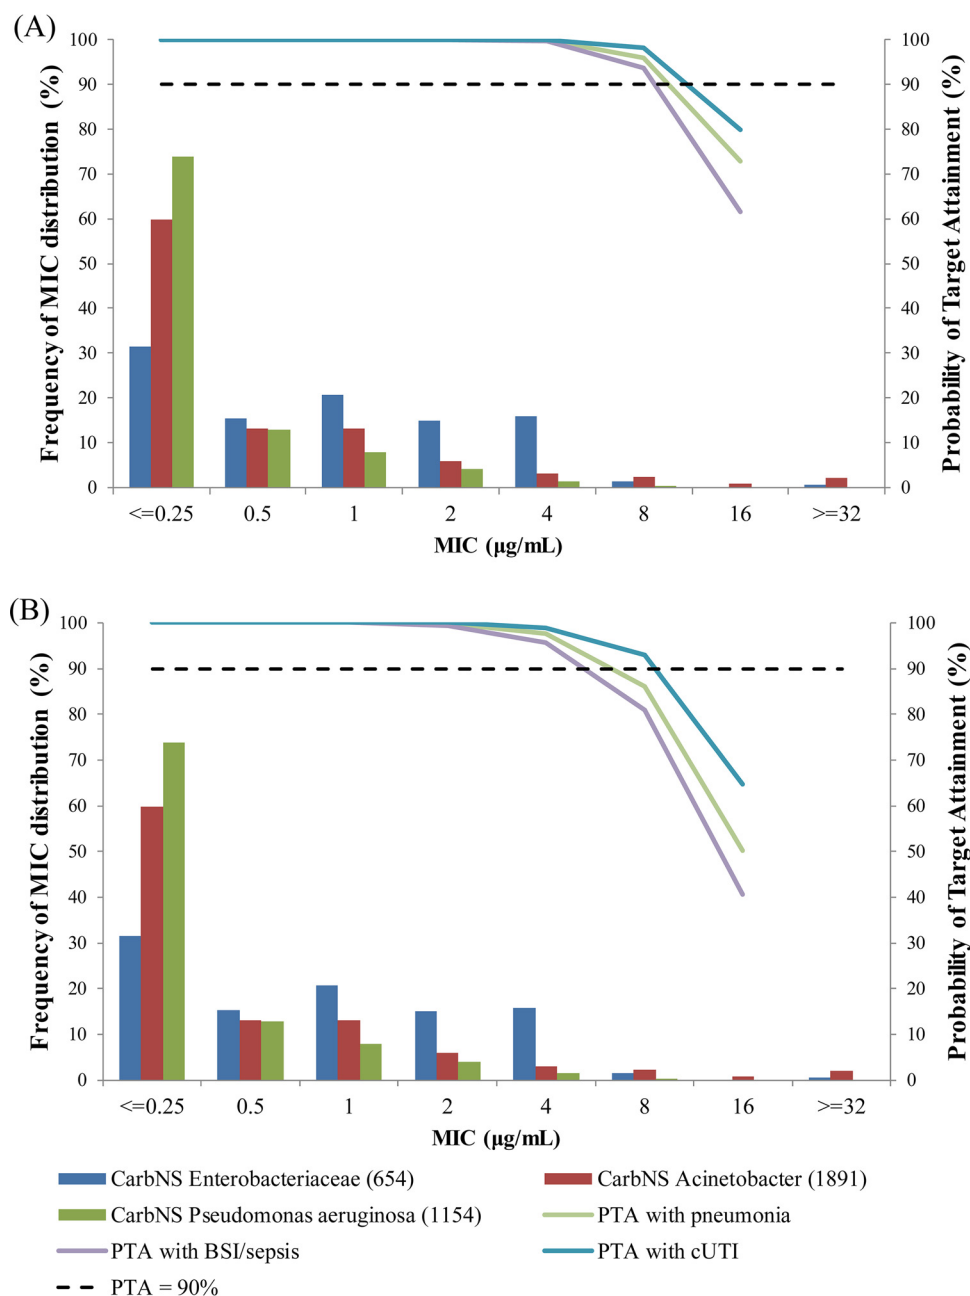 (A)
Frequency of MIC distribution (%)
Probability of Target Attainment (%)
100 100
90 90
80 80
70 70
60 60
50 50
40 40
30 30
20 20
10 10
0 0
<=0.25 0.5 1 2 4 8 16 >=32
MIC (µg/mL)
(B)
Frequency of MIC distribution (%)
Probability of Target Attainment (%)
100 100
90 90
80 80
70 70
60 60
50 50
40 40
30 30
20 20
10 10
0 0
<=0.25 0.5 1 2 4 8 16 >=32
MIC (µg/mL)
CarbNS Enterobacteriaceae (654) CarbNS Acinetobacter (1891)
CarbNS Pseudomonas aeruginosa (1154) PTA with pneumonia
PTA with BSI/sepsis PTA with cUTI
PTA = 90%